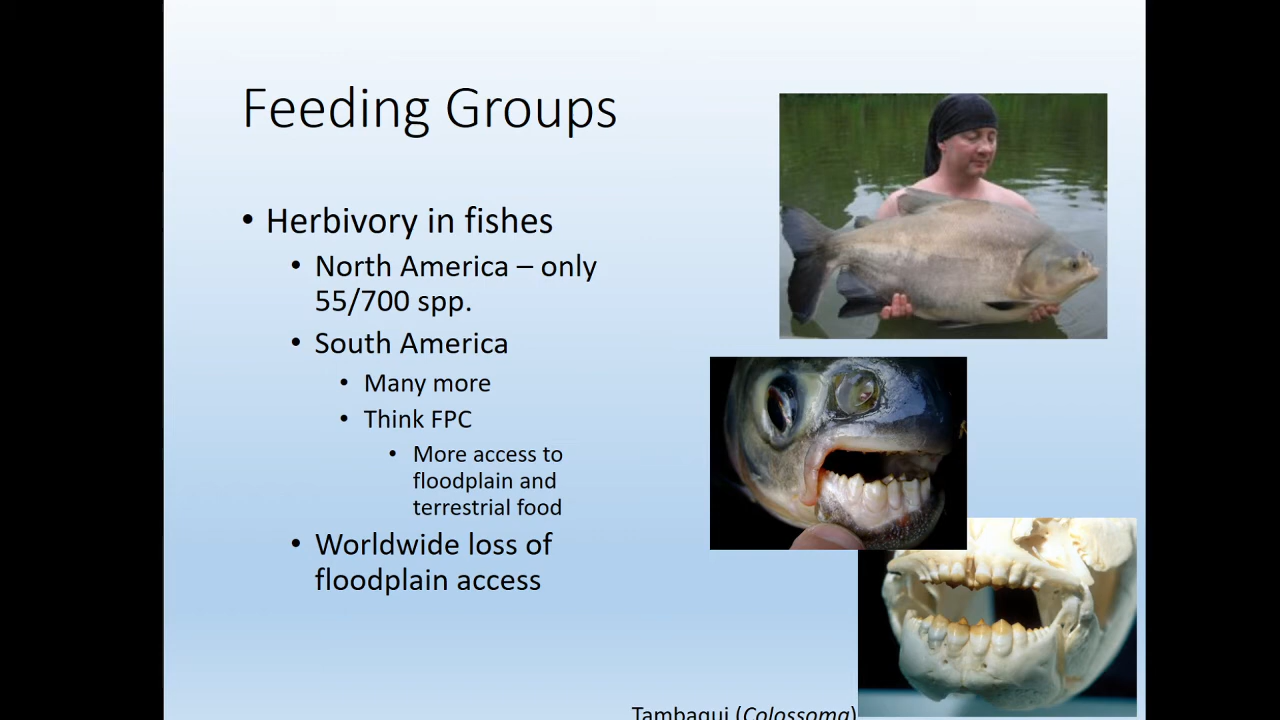 Feeding Groups
• Herbivory in fishes
• North America – only
55/700 spp.
• South America
• Many more
• Think FPC
• More access to
floodplain and
terrestrial food
• Worldwide loss of
floodplain access
Tambaqui (Colossoma)